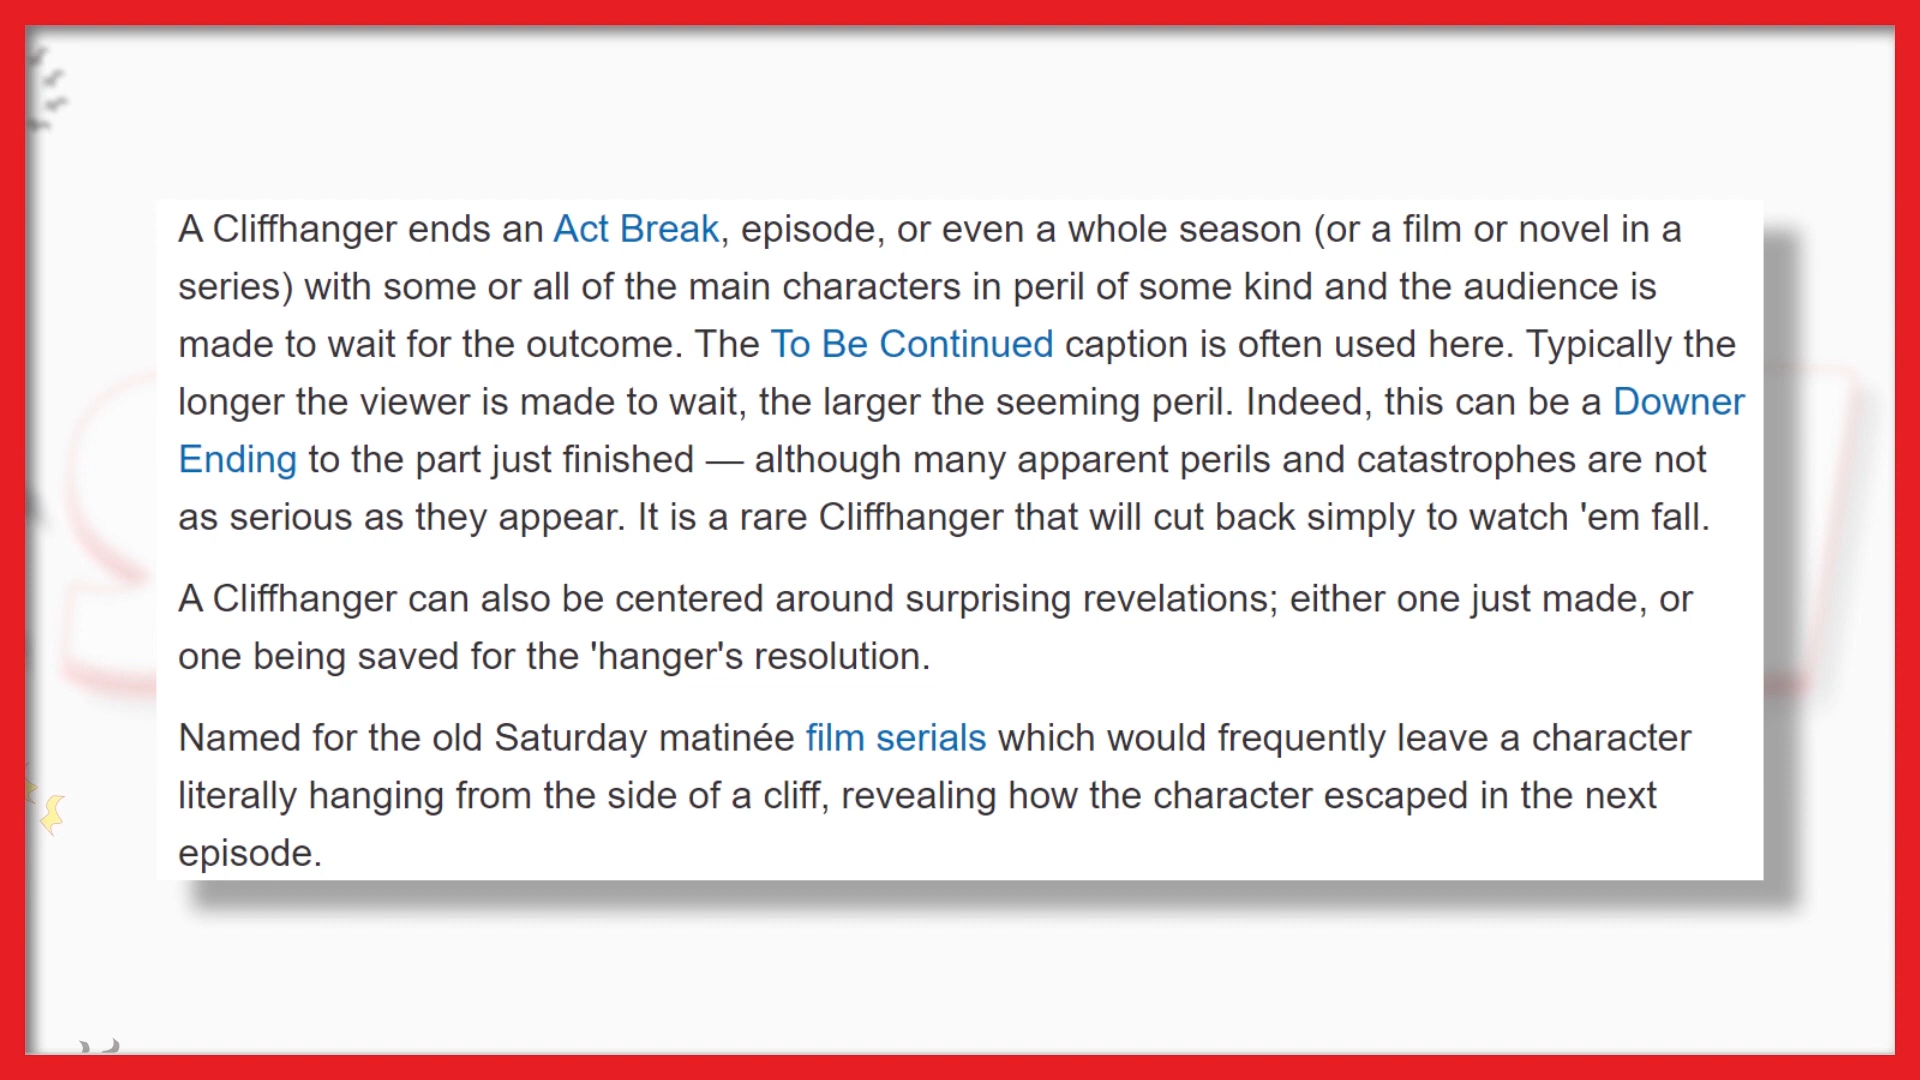 A Cliffhanger ends an Act Break, episode, or even a whole season (or a film or novel in a
series) with some or all of the main characters in peril of some kind and the audience is
made to wait for the outcome. The To Be Continued caption is often used here. Typically the
longer the viewer is made to wait, the larger the seeming peril. Indeed, this can be a Downer
Ending to the part just finished — although many apparent perils and catastrophes are not
as serious as they appear. It is a rare Cliffhanger that will cut back simply to watch 'em fall.
A Cliffhanger can also be centered around surprising revelations; either one just made, or
one being saved for the 'hanger's resolution.
Named for the old Saturday matinée film serials which would frequently leave a character
literally hanging from the side of a cliff, revealing how the character escaped in the next
episode.